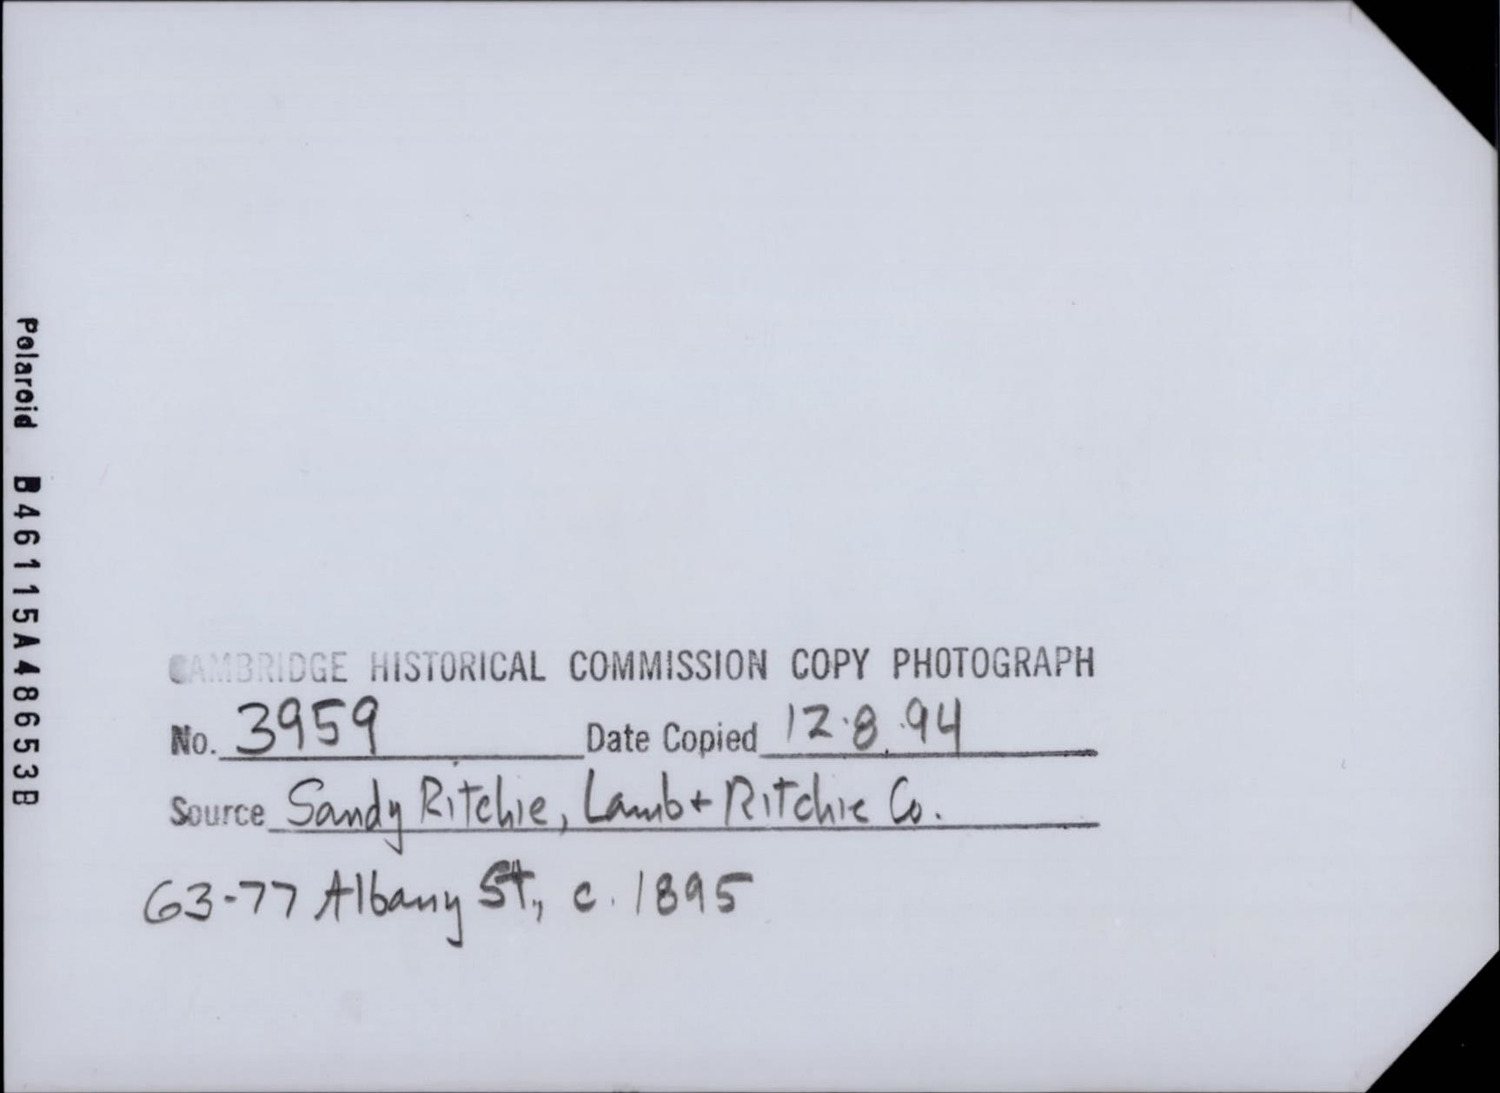 Polaroid B46115A48653B
CAMBRIDGE HISTORICAL COMMISSION COPY PHOTOGRAPH
No. 3959 Date Copied 12.8.94
Source Sandy Ritchie, Lamb + Ritchie Co.
63-77 Albany St., c. 1895